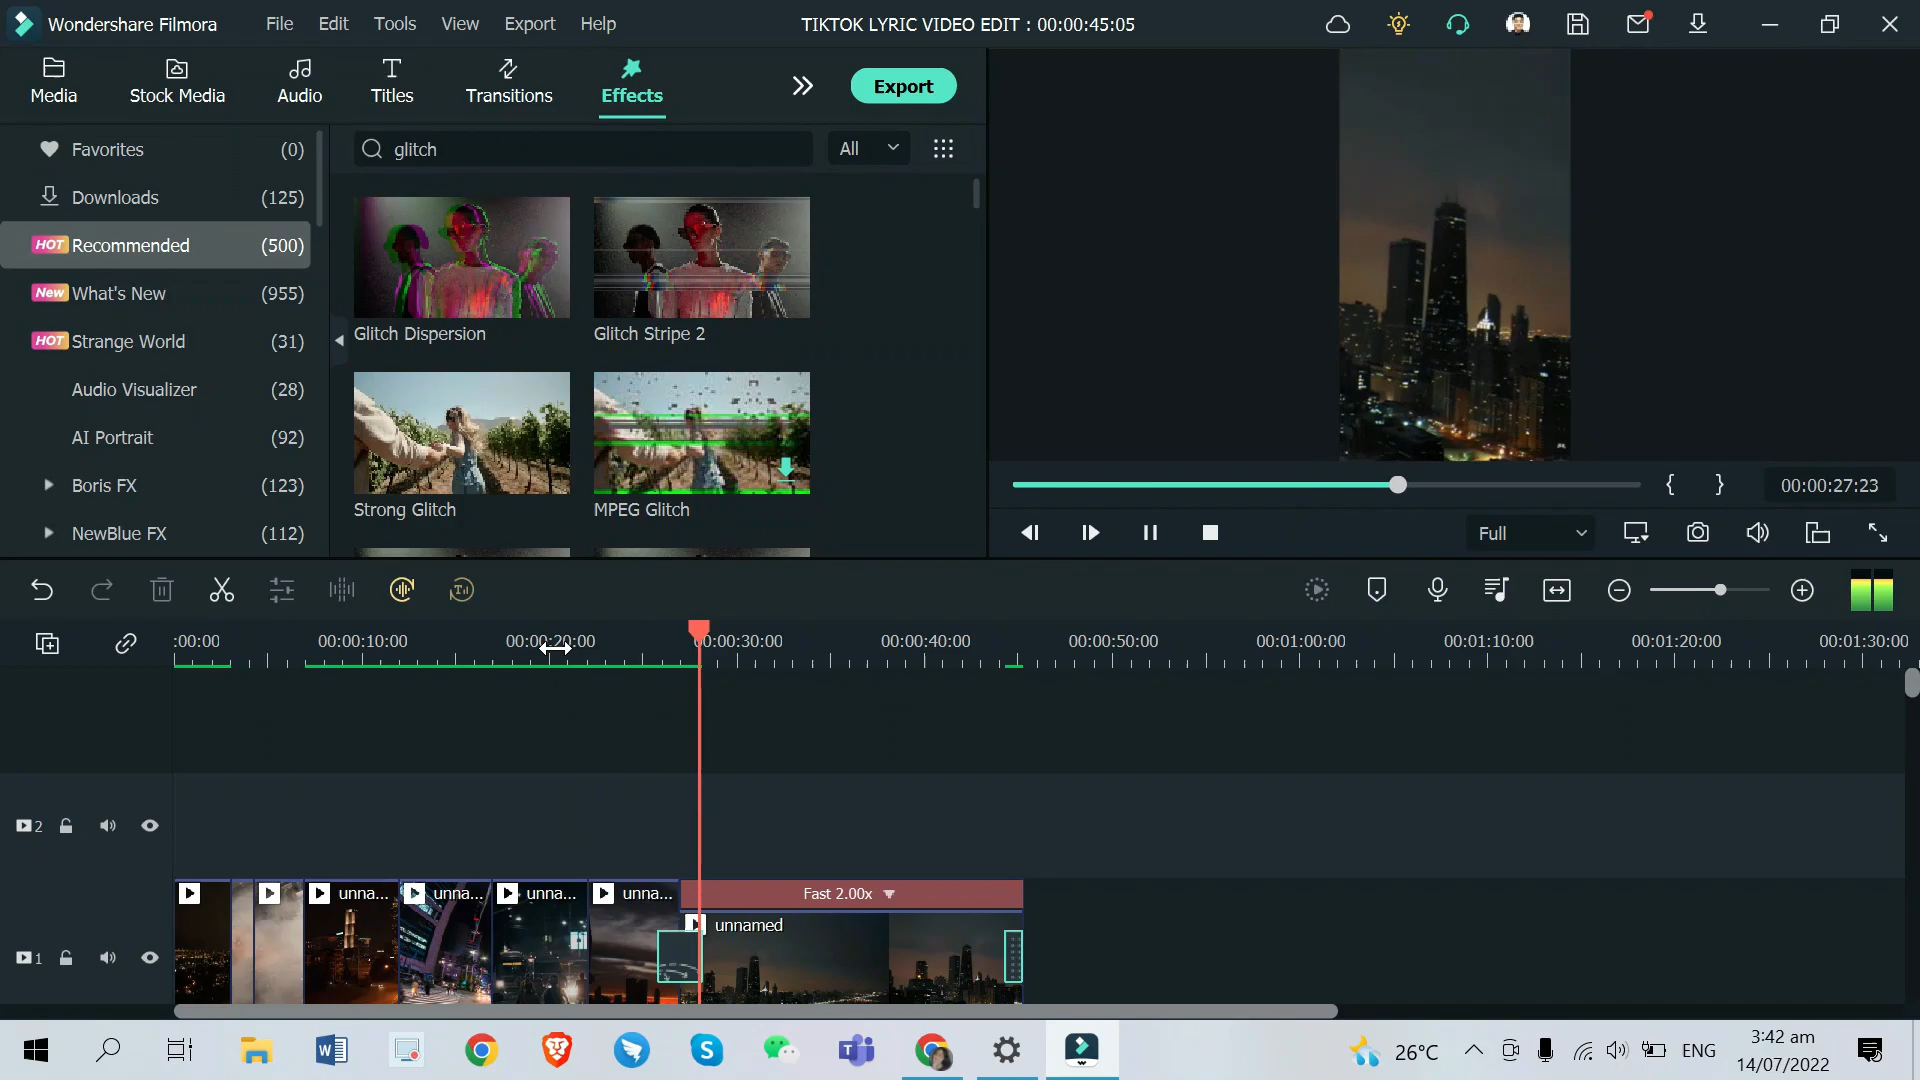 Wondershare Filmora File Edit Tools View Export Help TIKTOK LYRIC VIDEO EDIT : 00:00:45:05
Media Stock Media Audio Titles Transitions Effects Export
Favorites (0)
Downloads (125)
HOT Recommended (500)
New What's New (955)
HOT Strange World (31)
Audio Visualizer (28)
AI Portrait (92)
Boris FX (123)
NewBlue FX (112)
glitch All
Glitch Dispersion Glitch Stripe 2
Strong Glitch MPEG Glitch
00:00:27:23
Full
:00:00 00:00:10:00 00:00:20:00 00:00:30:00 00:00:40:00 00:00:50:00 00:01:00:00 00:01:10:00 00:01:20:00 00:01:30:00
2
unna... unna... unna... unna... Fast 2.00x
unnamed
1
26°C ENG 3:42 am
14/07/2022